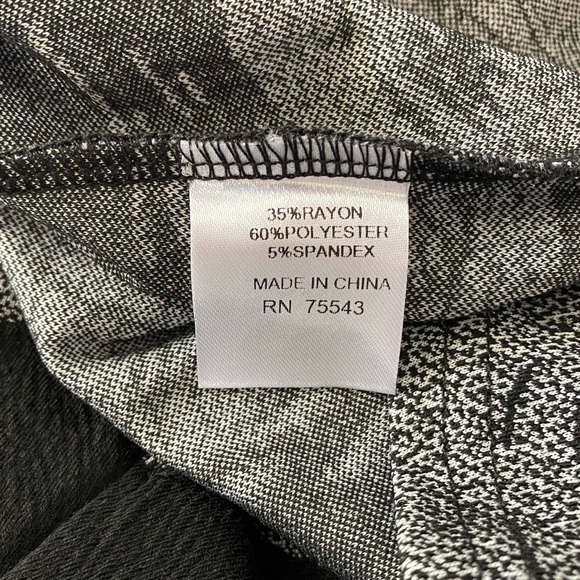 35%RAYON
60%POLYESTER
5%SPANDEX
MADE IN CHINA
RN 75543